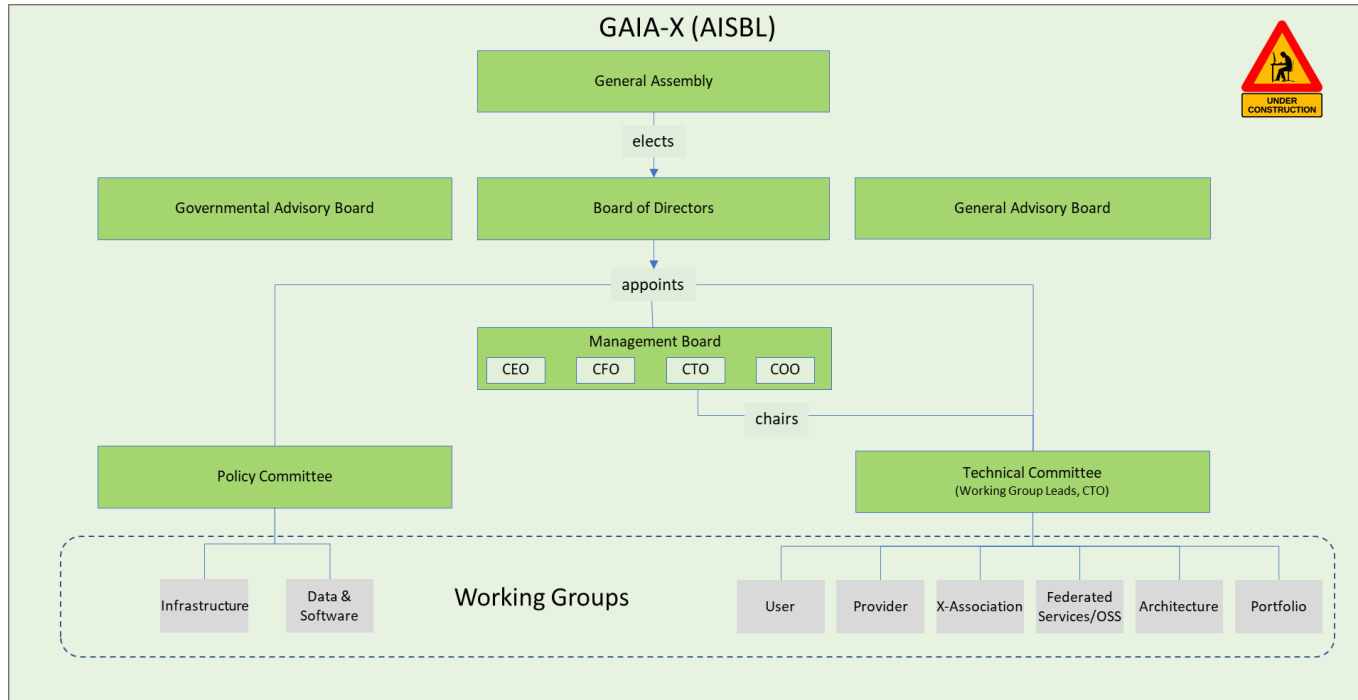 GAIA-X (AISBL)
UNDER
CONSTRUCTION
General Assembly
elects
Governmental Advisory Board
Board of Directors
General Advisory Board
appoints
Management Board
CEO
CFO
CTO
COO
chairs
Policy Committee
Technical Committee
(Working Group Leads, CTO)
Infrastructure
Data &
Software
Working Groups
User
Provider
X-Association
Federated
Services/OSS
Architecture
Portfolio